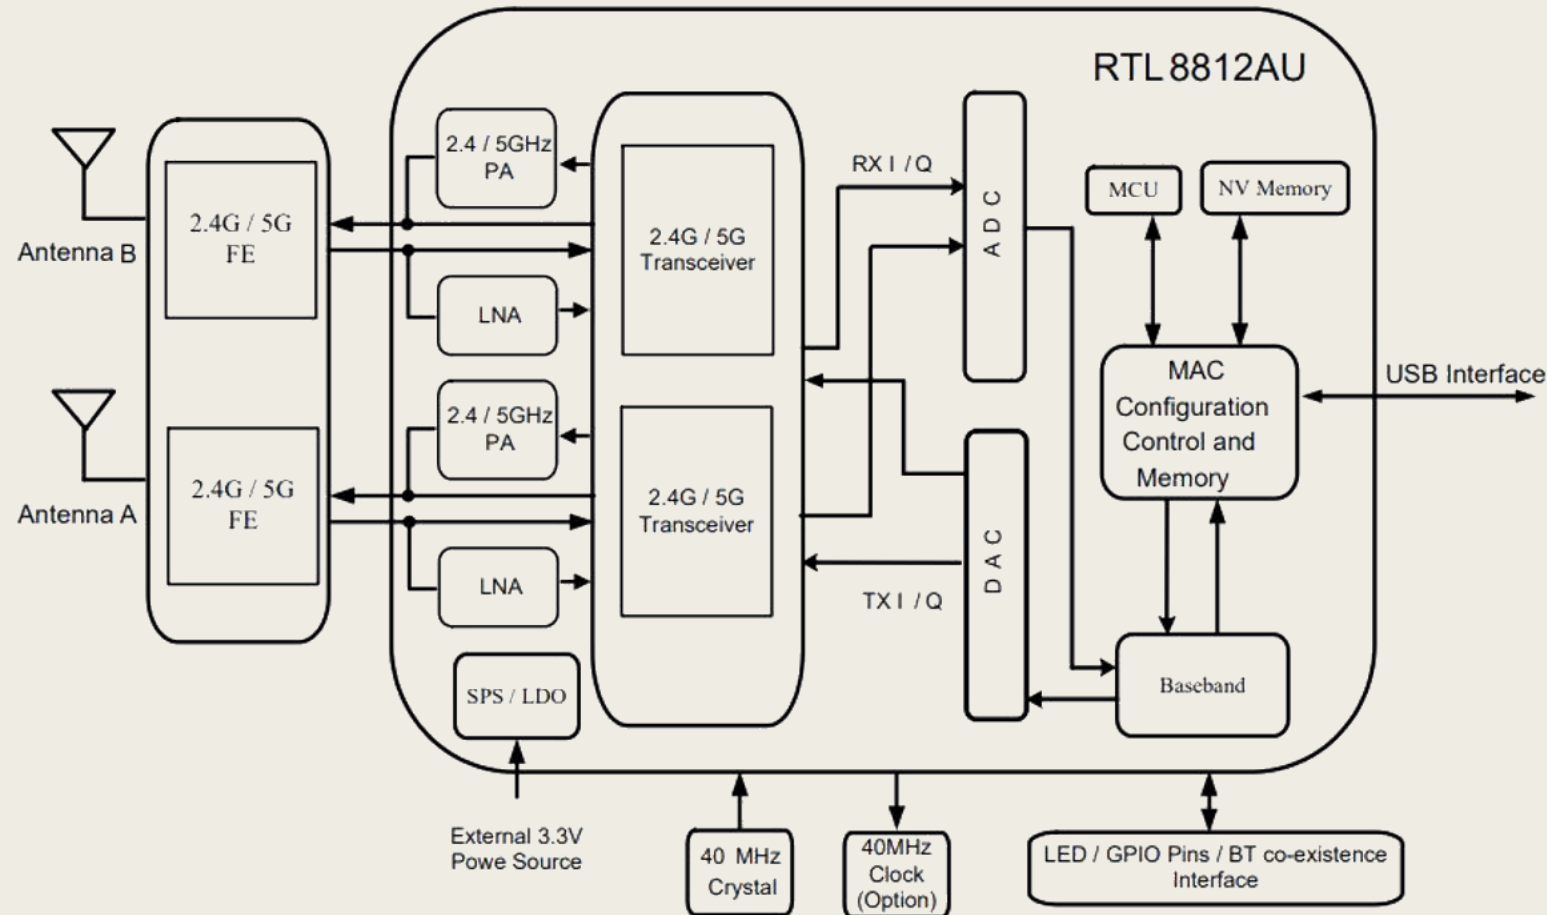 RTL8812AU
2.4 / 5GHz
PA
RX I / Q
ADC
MCU
NV Memory
2.4G / 5G
FE
2.4G / 5G
Transceiver
Antenna B
LNA
MAC
Configuration
Control and
Memory
USB Interface
2.4 / 5GHz
PA
2.4G / 5G
FE
2.4G / 5G
Transceiver
Antenna A
DAC
LNA
TX I / Q
SPS / LDO
Baseband
External 3.3V
Powe Source
40 MHz
Crystal
40MHz
Clock
(Option)
LED / GPIO Pins / BT co-existence
Interface